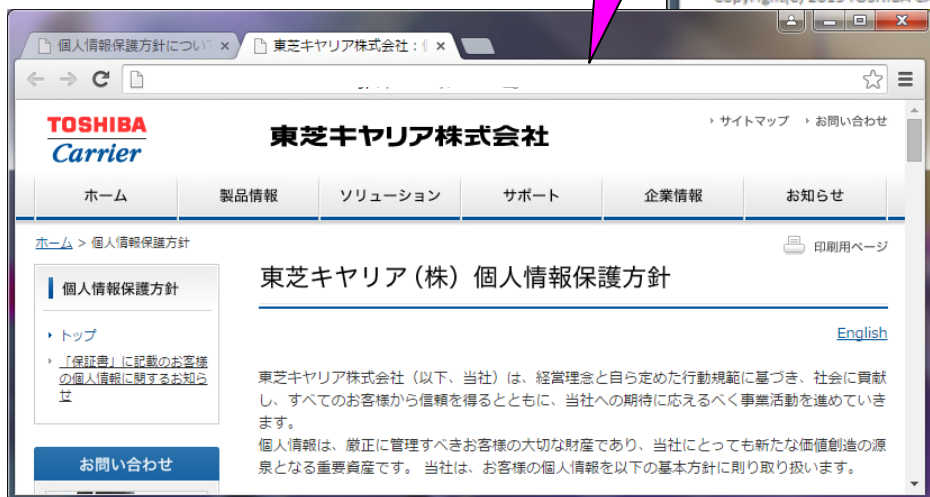 Copyright(C) 2015 TOSHIBA CA
個人情報保護方針につい
東芝キヤリア株式会社：
TOSHIBA
Carrier
東芝キヤリア株式会社
サイトマップ
お問い合わせ
ホーム
製品情報
ソリューション
サポート
企業情報
お知らせ
ホーム > 個人情報保護方針
印刷用ページ
個人情報保護方針
トップ
「保証書」に記載のお客様
の個人情報に関するお知ら
せ
お問い合わせ
東芝キヤリア（株）個人情報保護方針
English
東芝キヤリア株式会社（以下、当社）は、経営理念と自ら定めた行動規範に基づき、社会に貢献
し、すべてのお客様から信頼を得るとともに、当社への期待に応えるべく事業活動を進めていき
ます。
個人情報は、厳正に管理すべきお客様の大切な財産であり、当社にとっても新たな価値創造の源
泉となる重要資産です。 当社は、お客様の個人情報を以下の基本方針に則り取り扱います。